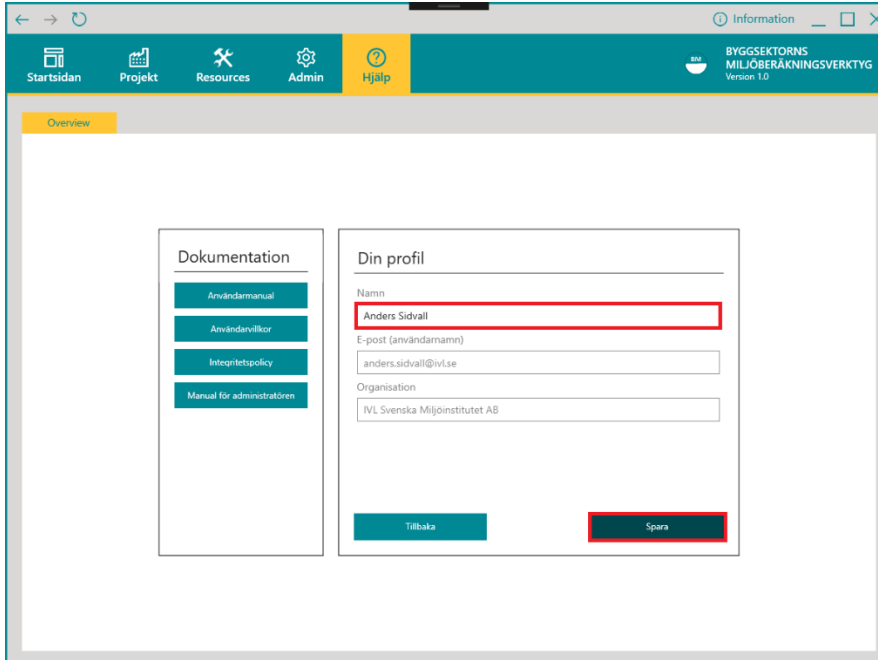 Information
Startsidan
Projekt
Resources
Admin
Hjälp
BM
BYGGSEKTORNS
MILJÖBERÄKNINGSVERKTYG
Version 1.0
Overview
Dokumentation
Användarmanual
Användarvillkor
Integritetspolicy
Manual för administratören
Din profil
Namn
Anders Sidvall
E-post (användarnamn)
anders.sidvall@ivl.se
Organisation
IVL Svenska Miljöinstitutet AB
Tillbaka
Spara